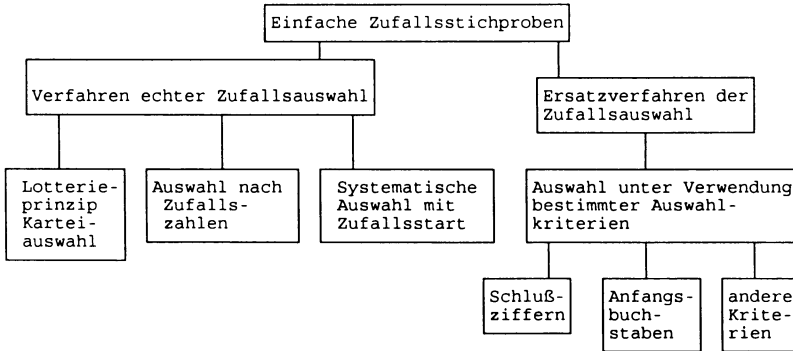 Einfache Zufallsstichproben
Verfahren echter Zufallsauswahl
Ersatzverfahren der
Zufallsauswahl
Lotterie-
prinzip
Kartei-
auswahl
Auswahl nach
Zufalls-
zahlen
Systematische
Auswahl mit
Zufallsstart
Auswahl unter Verwendung
bestimmter Auswahl-
kriterien
Schluß-
ziffern
Anfangs-
buch-
staben
andere
Krite-
rien